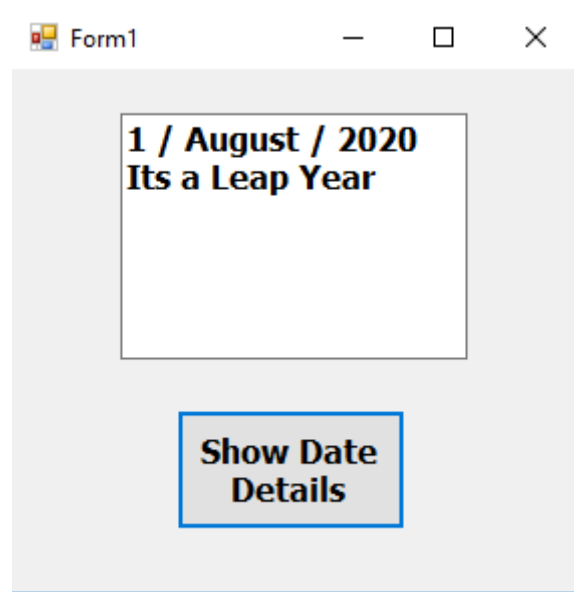 Form1
1 / August / 2020
Its a Leap Year
Show Date
Details